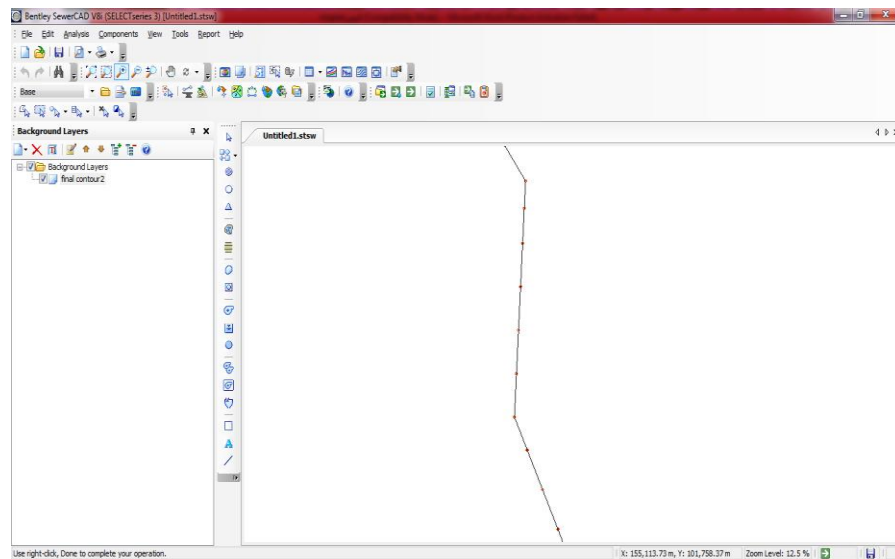 Bentley SewerCAD V8i (SELECTseries 3) [Untitled1.stsw]
File Edit Analysis Components View Tools Report Help
Base
Background Layers
Untitled1.stsw
Background Layers
final contour2
A
Use right-click, Done to complete your operation.
X: 155,113.73 m, Y: 101,758.37 m Zoom Level: 12.5 %